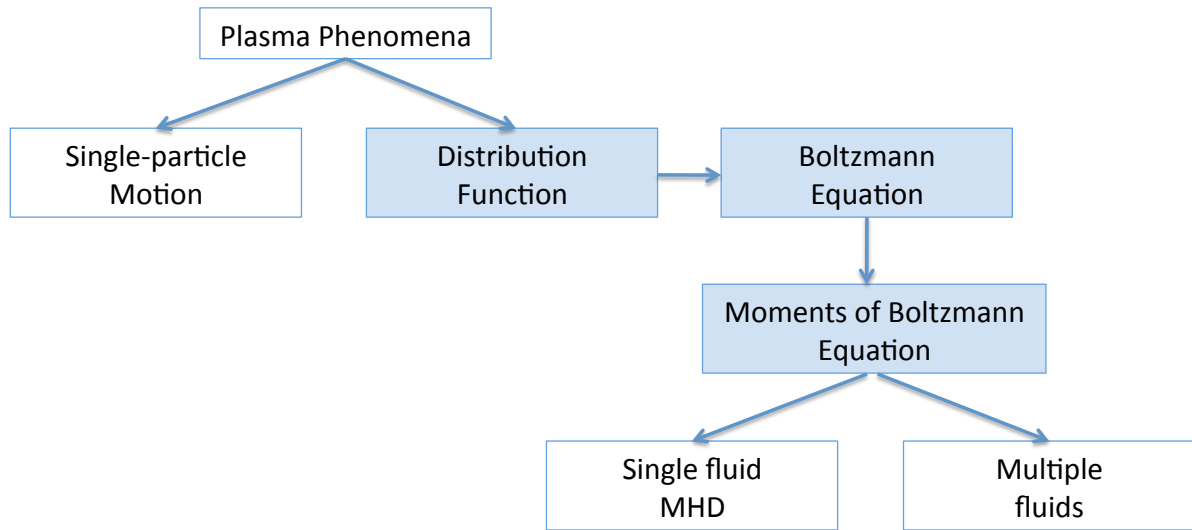 Plasma Phenomena
Single-particle
Motion
Distribution
Function
Boltzmann
Equation
Moments of Boltzmann
Equation
Single fluid
MHD
Multiple
fluids